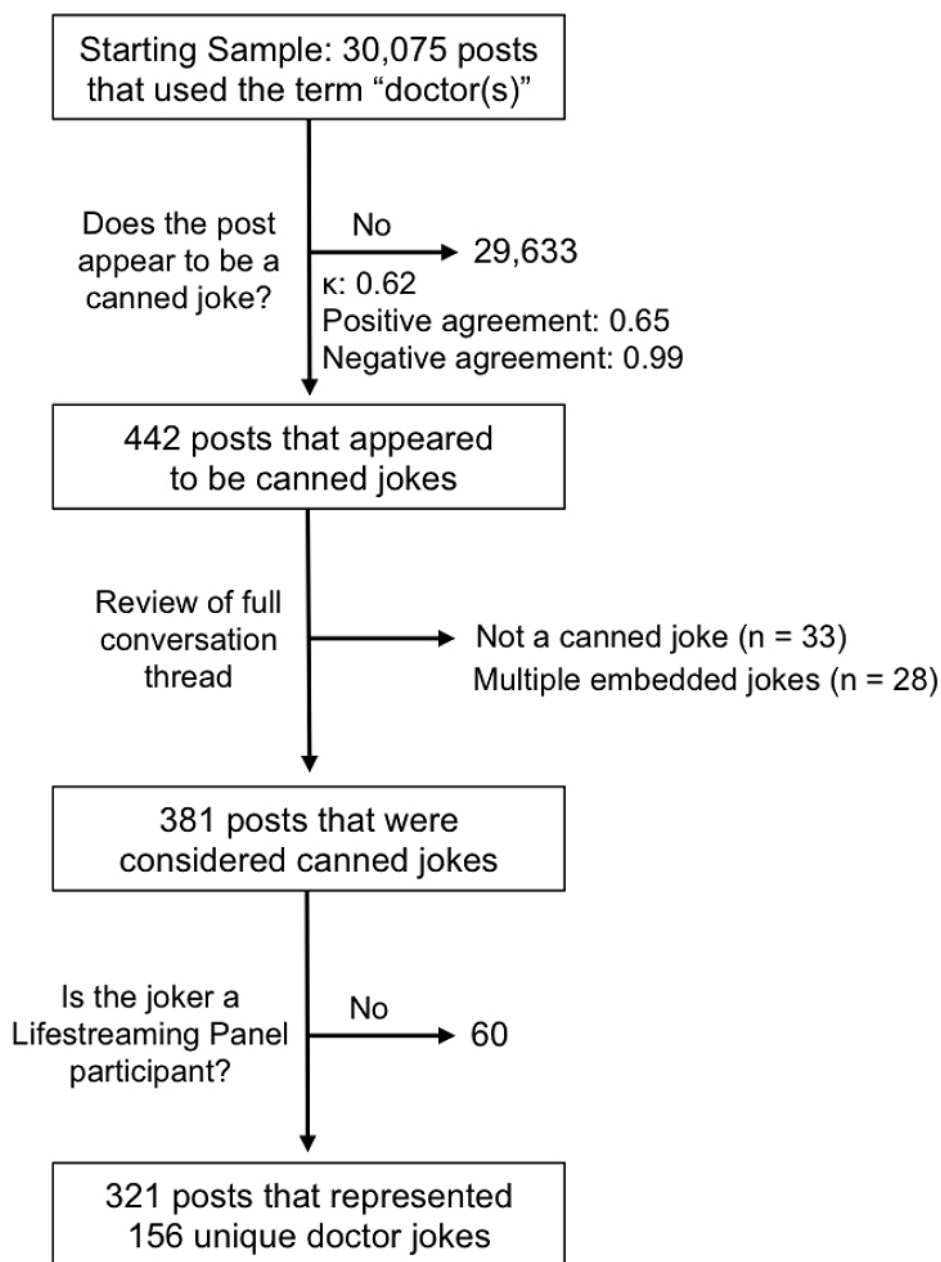 Starting Sample: 30,075 posts
that used the term “doctor(s)”
Does the post
appear to be a
canned joke?
No
29,633
κ: 0.62
Positive agreement: 0.65
Negative agreement: 0.99
442 posts that appeared
to be canned jokes
Review of full
conversation
thread
Not a canned joke (n = 33)
Multiple embedded jokes (n = 28)
381 posts that were
considered canned jokes
Is the joker a
Lifestreaming Panel
participant?
No
60
321 posts that represented
156 unique doctor jokes